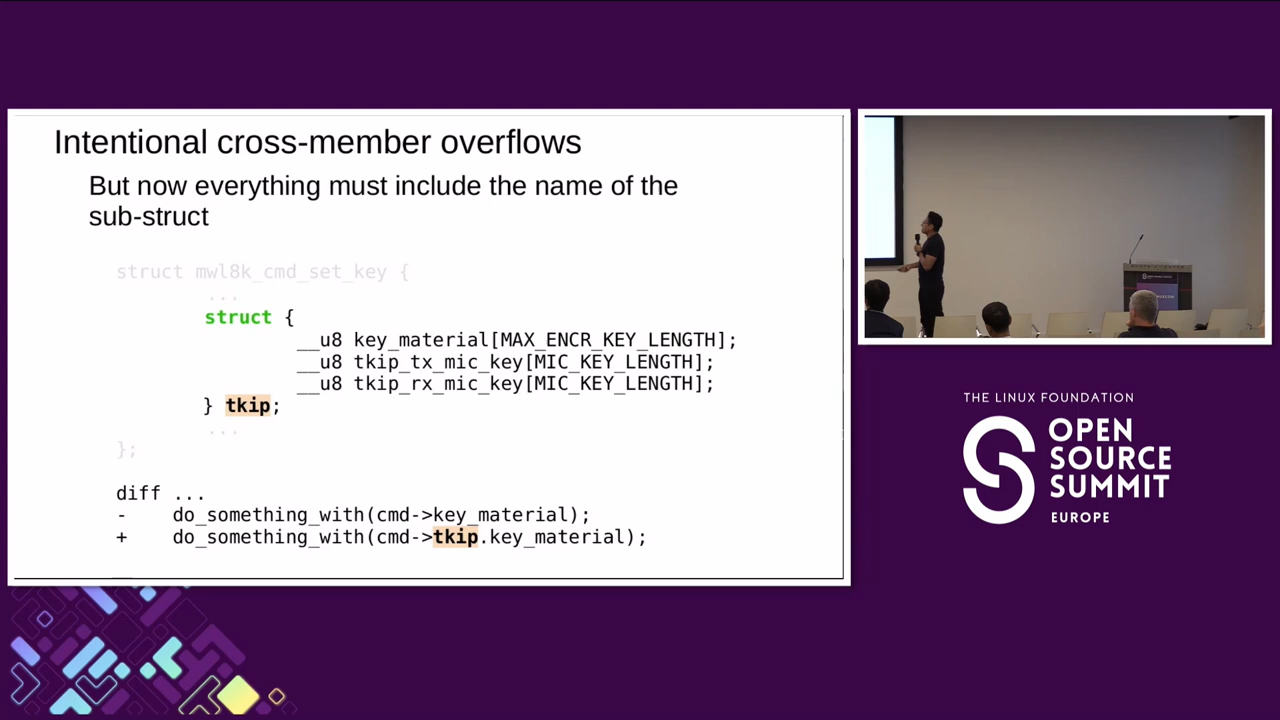 Intentional cross-member overflows
But now everything must include the name of the
sub-struct
struct mwl8k_cmd_set_key {
...
struct {
__u8 key_material[MAX_ENCR_KEY_LENGTH];
__u8 tkip_tx_mic_key[MIC_KEY_LENGTH];
__u8 tkip_rx_mic_key[MIC_KEY_LENGTH];
} tkip;
...
};
diff ...
- do_something_with(cmd->key_material);
+ do_something_with(cmd->tkip.key_material);
THE LINUX FOUNDATION
OPEN
SOURCE
SUMMIT
EUROPE